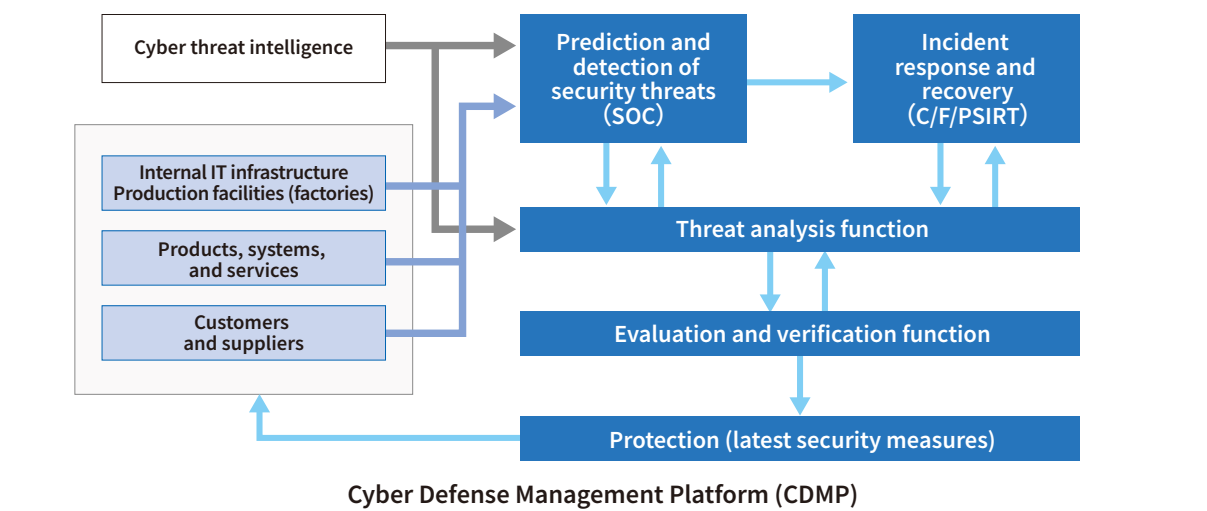 Cyber threat intelligence
Prediction and
detection of
security threats
（SOC）
Incident
response and
recovery
（C/F/PSIRT）
Internal IT infrastructure
Production facilities (factories)
Products, systems,
and services
Customers
and suppliers
Threat analysis function
Evaluation and verification function
Protection (latest security measures)
Cyber Defense Management Platform (CDMP)